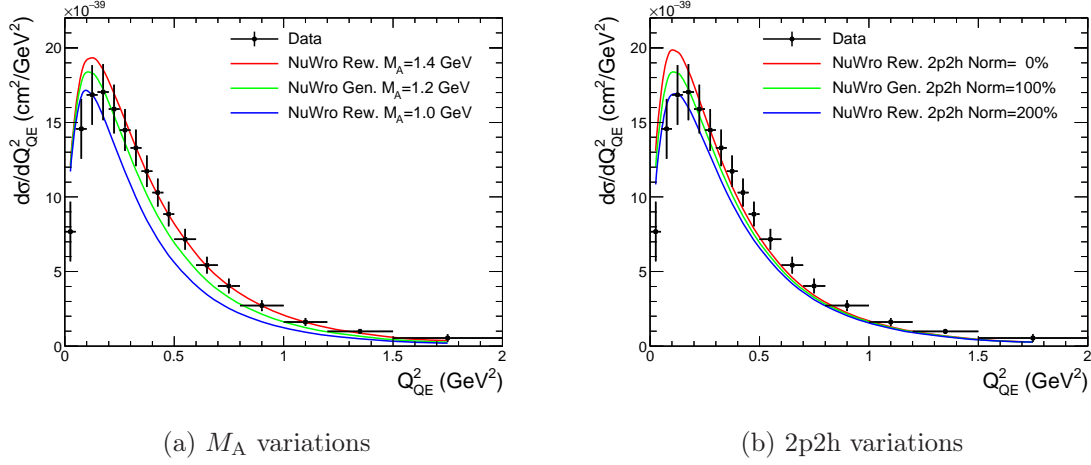 ×10⁻³⁹
dσ/dQ²QE (cm²/GeV²)
20
15
10
5
0
Data
NuWro Rew. MA=1.4 GeV
NuWro Gen. MA=1.2 GeV
NuWro Rew. MA=1.0 GeV
0 0.5 1 1.5 2
Q²QE (GeV²)
(a) MA variations
×10⁻³⁹
dσ/dQ²QE (cm²/GeV²)
20
15
10
5
0
Data
NuWro Rew. 2p2h Norm= 0%
NuWro Gen. 2p2h Norm=100%
NuWro Rew. 2p2h Norm=200%
0 0.5 1 1.5 2
Q²QE (GeV²)
(b) 2p2h variations